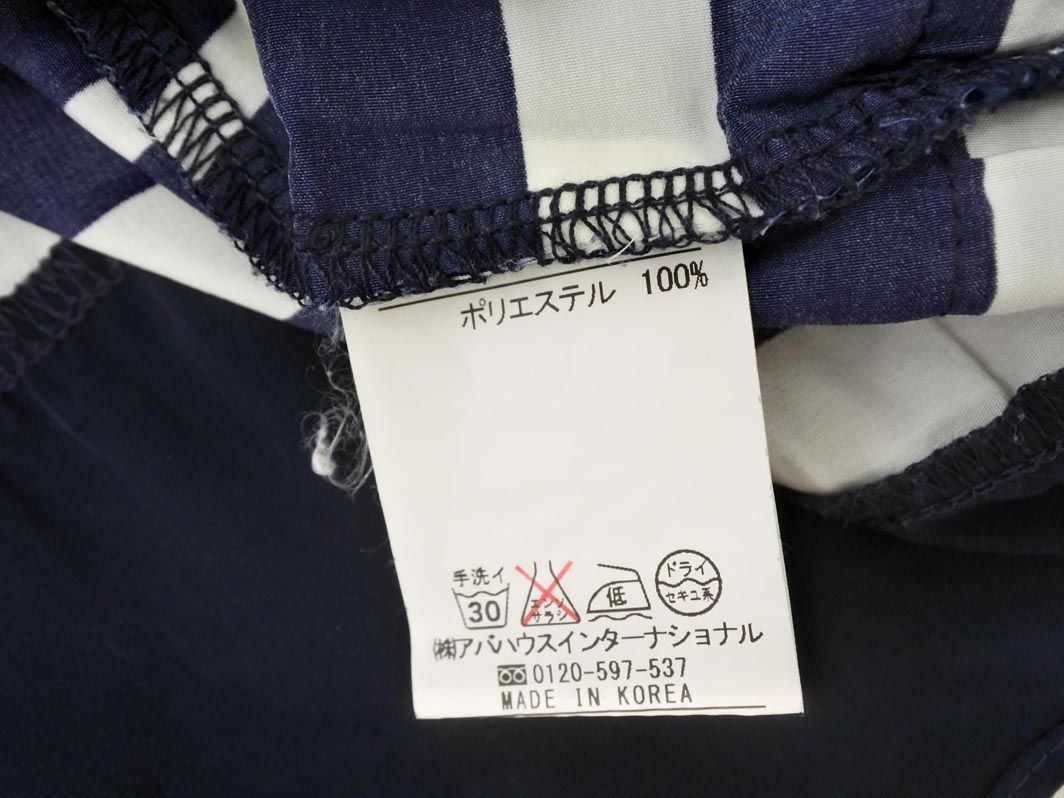 ポリエステル 100%
手洗イ 30 エンソ サラシ 低 ドライ セキユ系
㈱アバハウスインターナショナル
0120-597-537
MADE IN KOREA